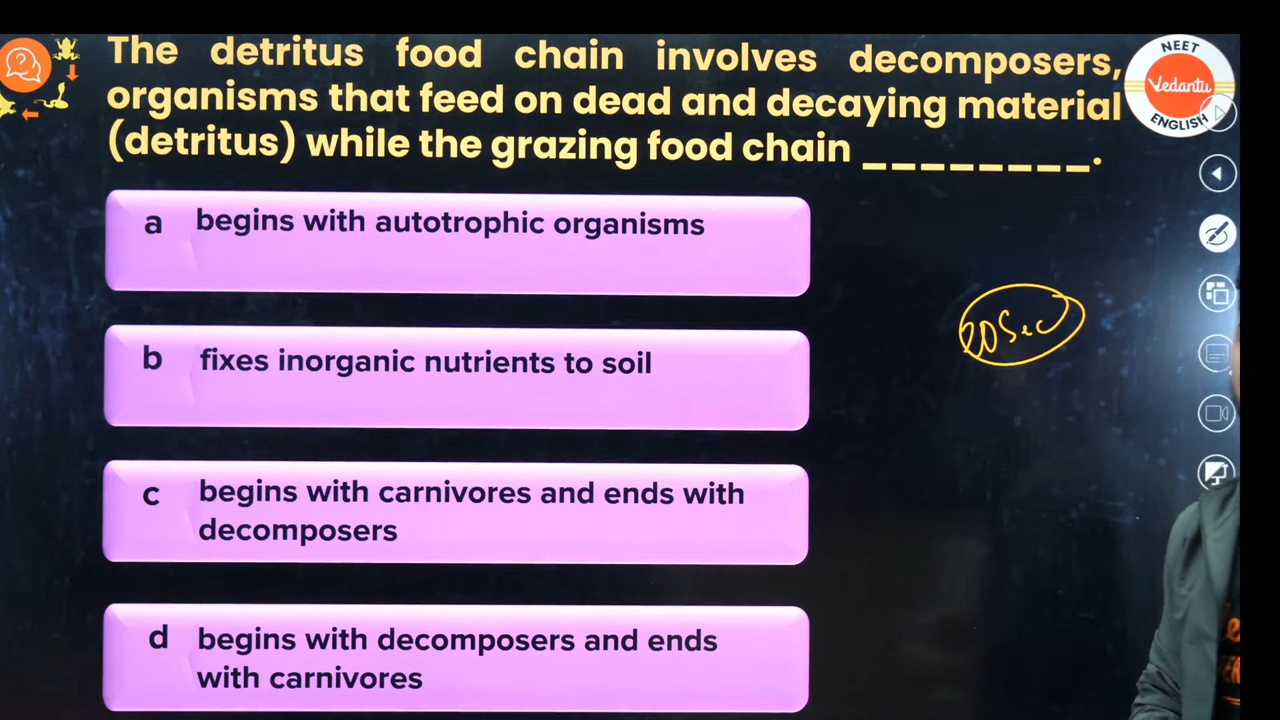 The detritus food chain involves decomposers,
organisms that feed on dead and decaying material
(detritus) while the grazing food chain ________.
NEET
Vedantu
ENGLISH
a begins with autotrophic organisms
b fixes inorganic nutrients to soil
20 Sec
c begins with carnivores and ends with
decomposers
d begins with decomposers and ends
with carnivores